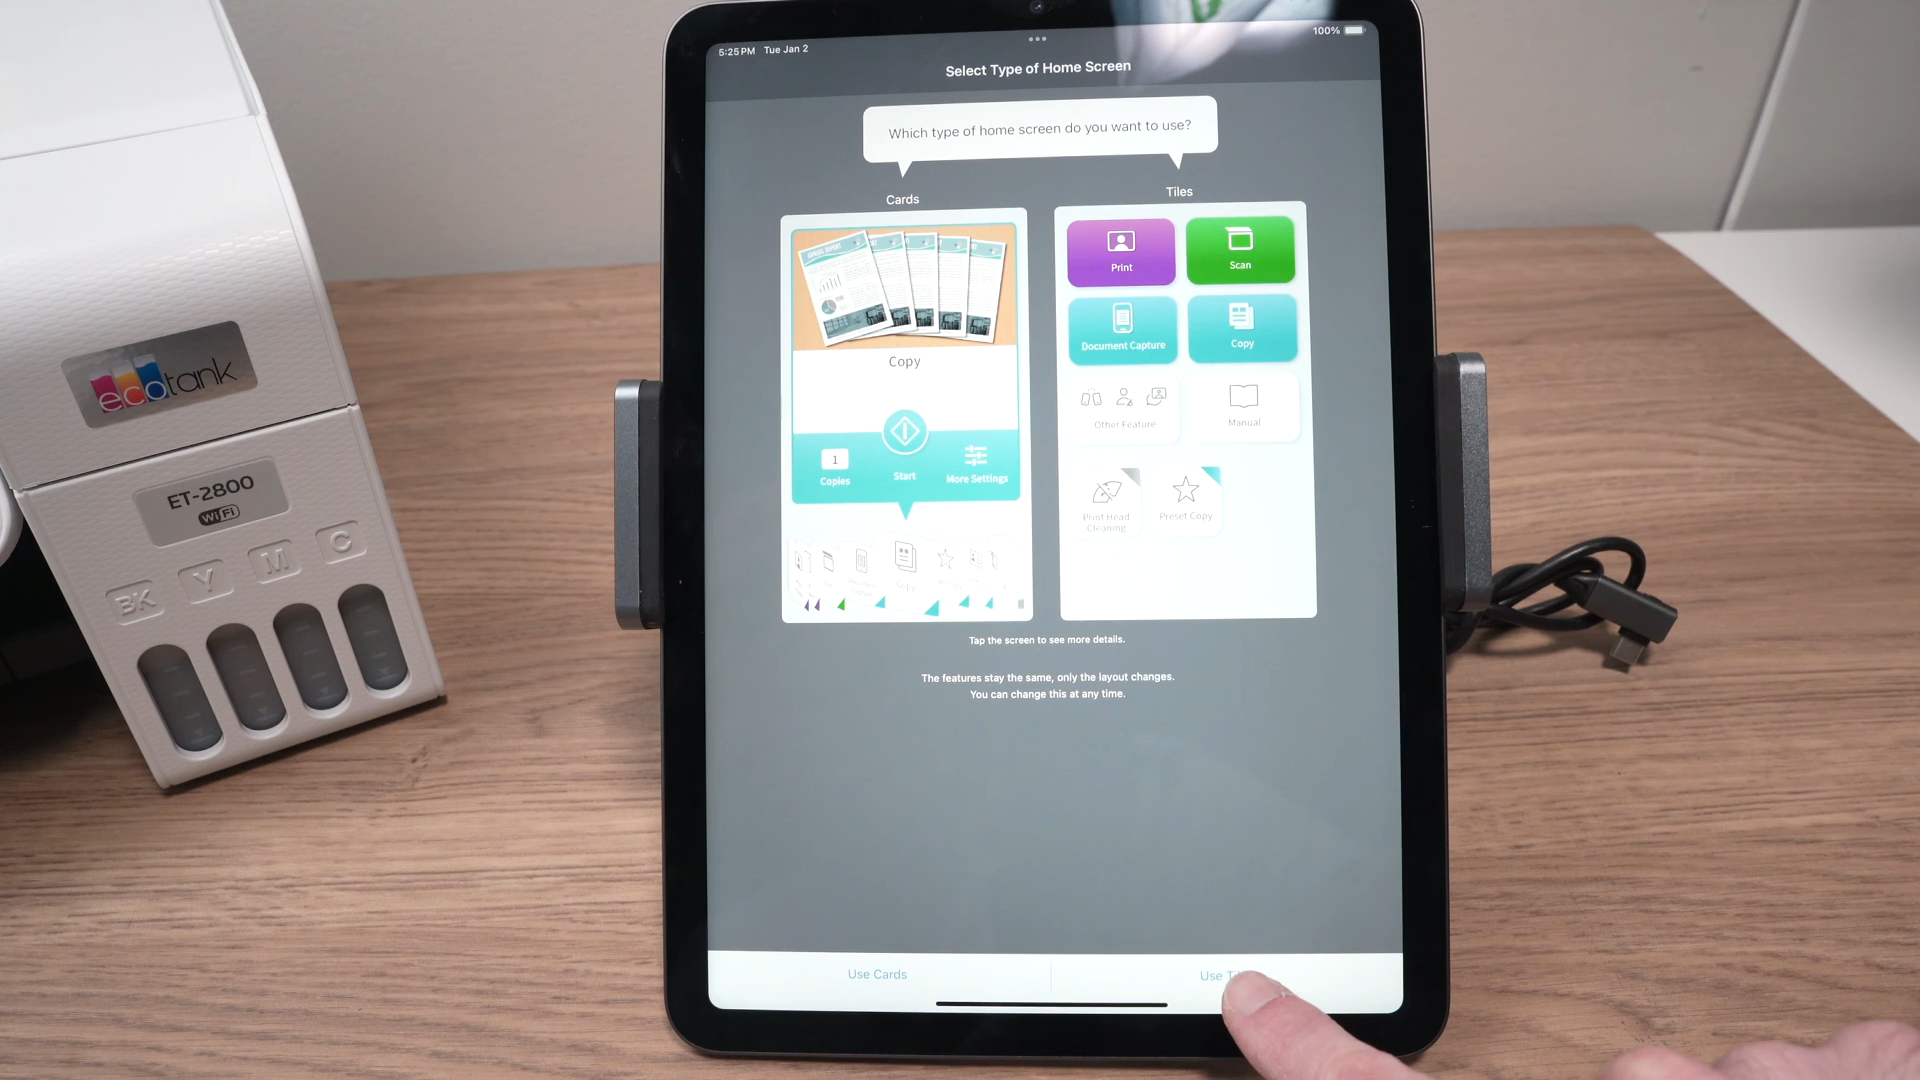 5:25 PM Tue Jan 2
100%
Select Type of Home Screen
Which type of home screen do you want to use?
Cards
Tiles
Copy
1
Copies
Start
More Settings
Copy
Print
Scan
Document Capture
Copy
Other Feature
Manual
Print Head
Cleaning
Preset Copy
Tap the screen to see more details.
The features stay the same, only the layout changes.
You can change this at any time.
Use Cards
Use
ecotank
ET-2800
WiFi
BK
Y
M
C